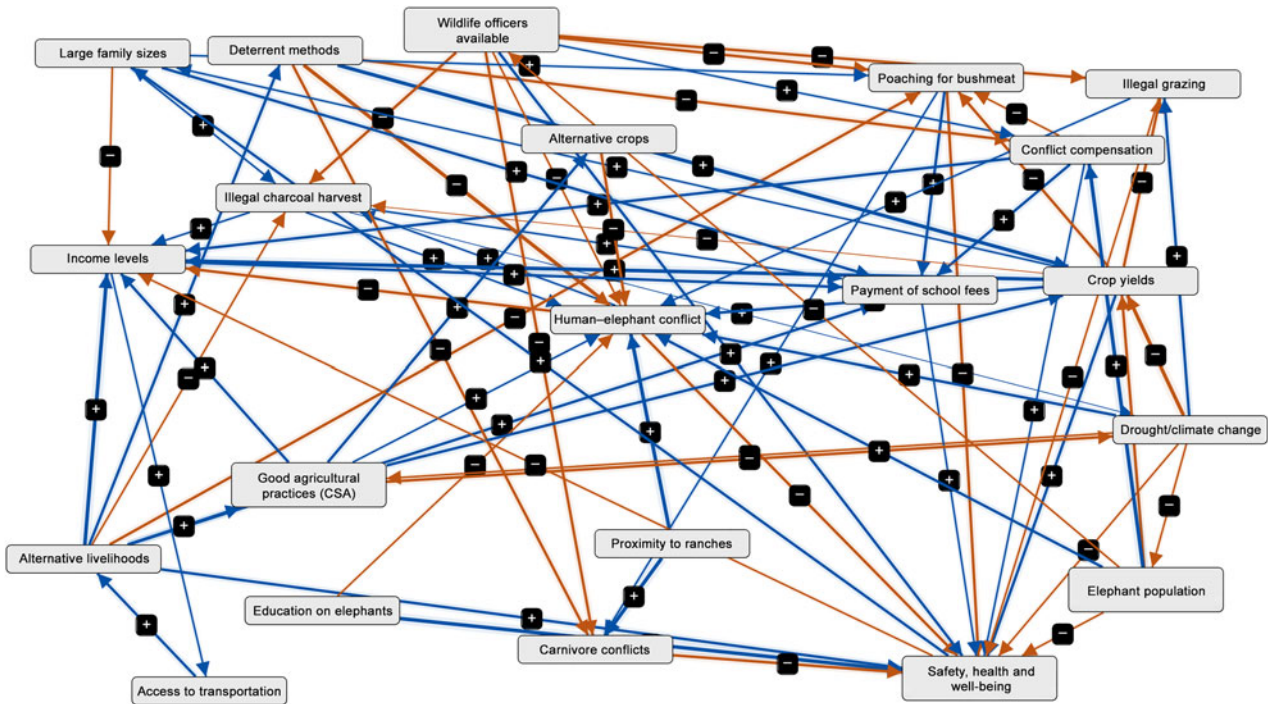 Wildlife officers
available
Large family sizes
Deterrent methods
Poaching for bushmeat
Illegal grazing
Alternative crops
Conflict compensation
Illegal charcoal harvest
Income levels
Crop yields
Payment of school fees
Human–elephant conflict
Drought/climate change
Good agricultural
practices (CSA)
Proximity to ranches
Alternative livelihoods
Elephant population
Education on elephants
Carnivore conflicts
Safety, health and
well-being
Access to transportation